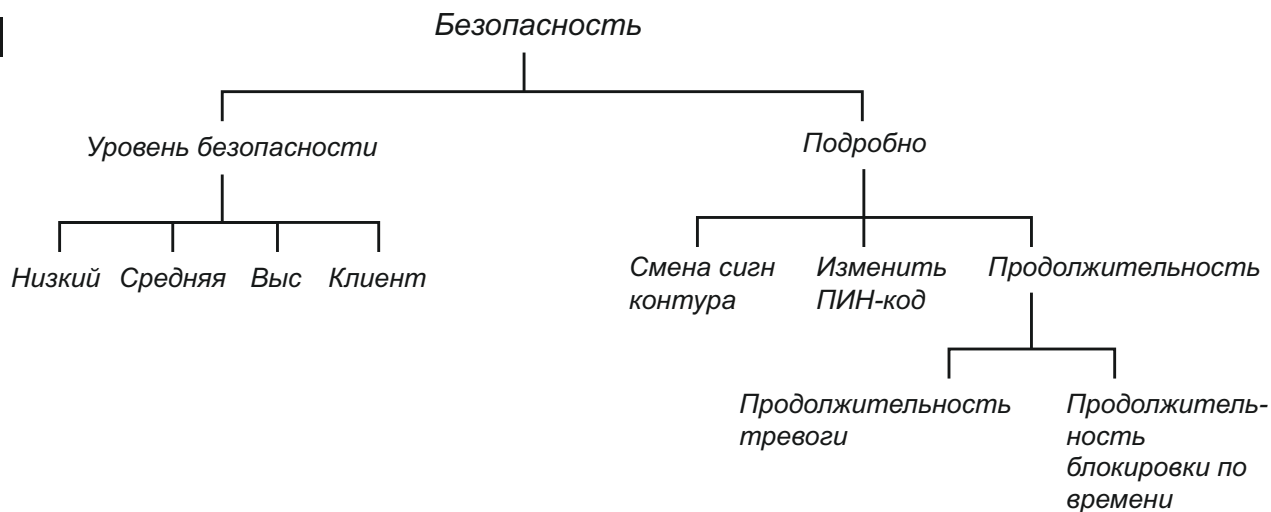 Безопасность
Уровень безопасности
Подробно
Низкий
Средняя
Выс
Клиент
Смена сигн
контура
Изменить
ПИН-код
Продолжительность
Продолжительность
тревоги
Продолжитель-
ность
блокировки по
времени